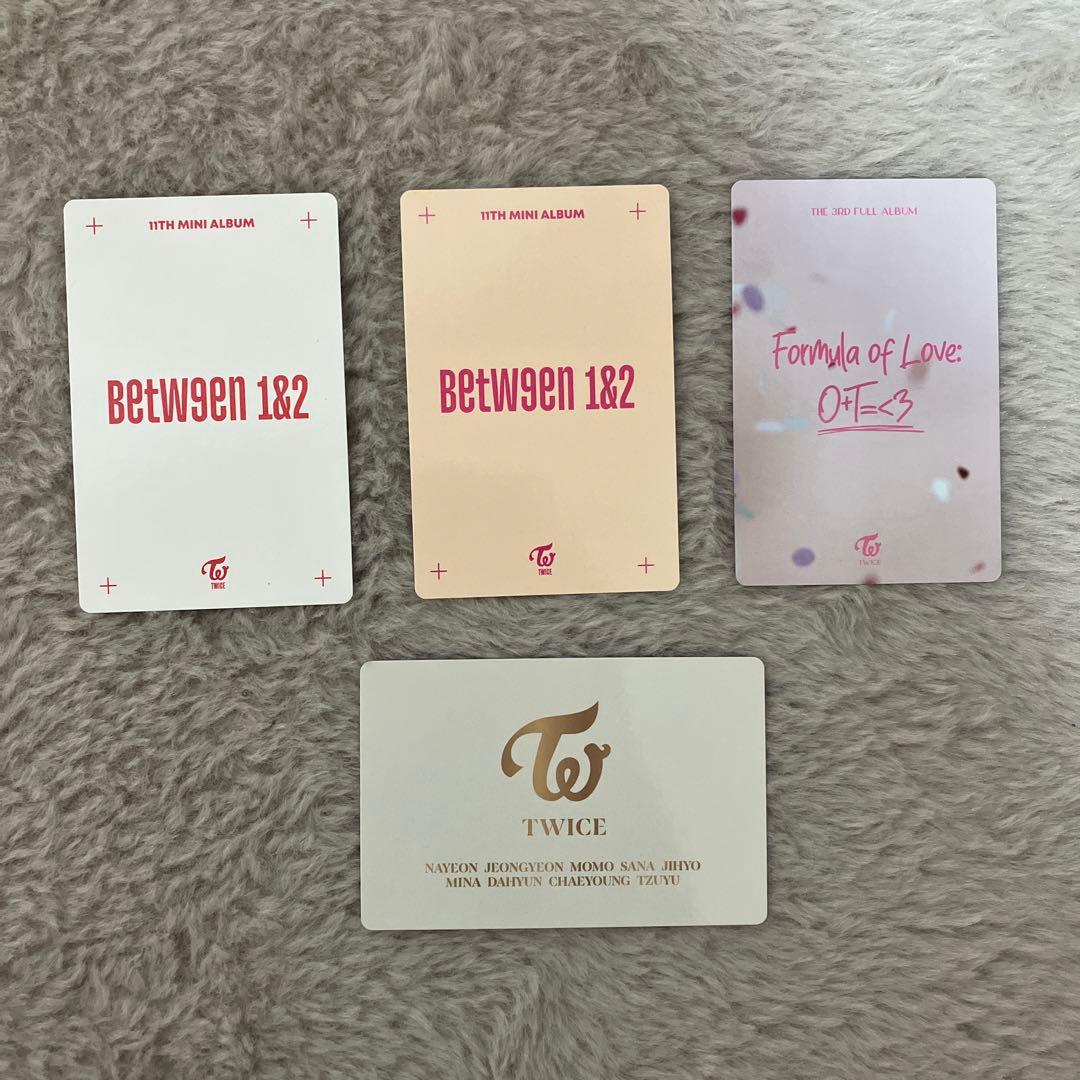 11TH MINI ALBUM
BETW9EN 1&2
TWICE
11TH MINI ALBUM
BETW9EN 1&2
TWICE
THE 3RD FULL ALBUM
Formula of Love:
O+T=<3
TWICE
TWICE
NAYEON JEONGYEON MOMO SANA JIHYO
MINA DAHYUN CHAEYOUNG TZUYU